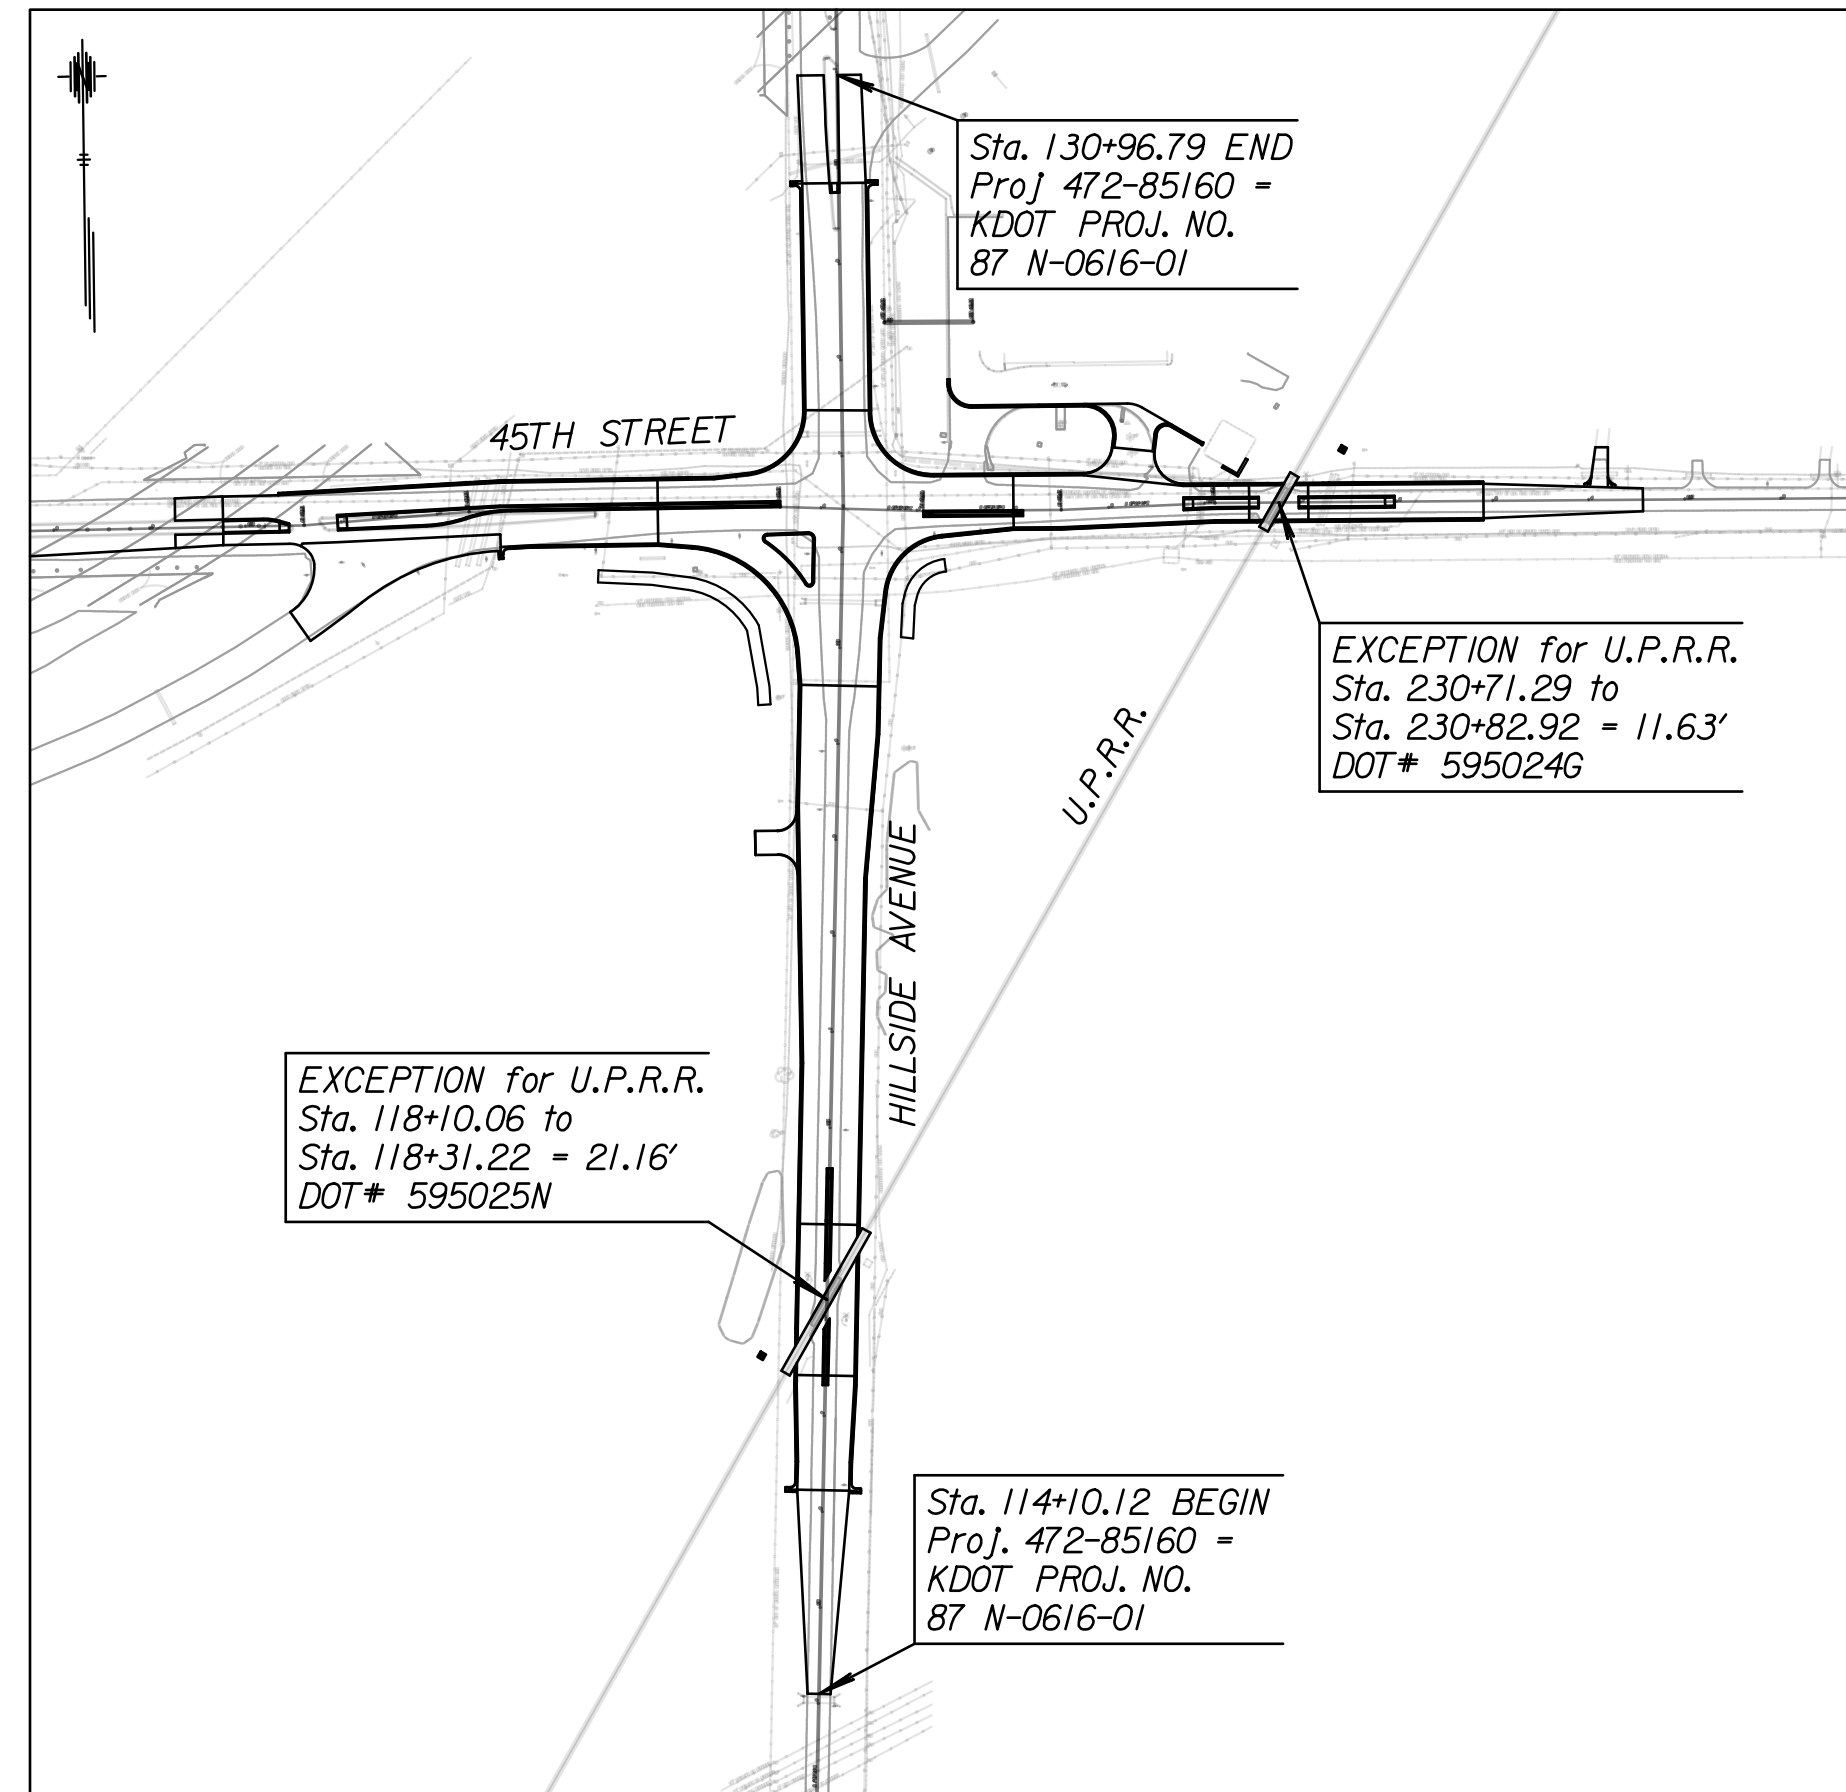 N
Sta. 130+96.79 END
Proj 472-85160 =
KDOT PROJ. NO.
87 N-0616-01
45TH STREET
EXCEPTION for U.P.R.R.
Sta. 230+71.29 to
Sta. 230+82.92 = 11.63'
DOT# 595024G
U.P.R.R.
HILLSIDE AVENUE
EXCEPTION for U.P.R.R.
Sta. 118+10.06 to
Sta. 118+31.22 = 21.16'
DOT# 595025N
Sta. 114+10.12 BEGIN
Proj. 472-85160 =
KDOT PROJ. NO.
87 N-0616-01